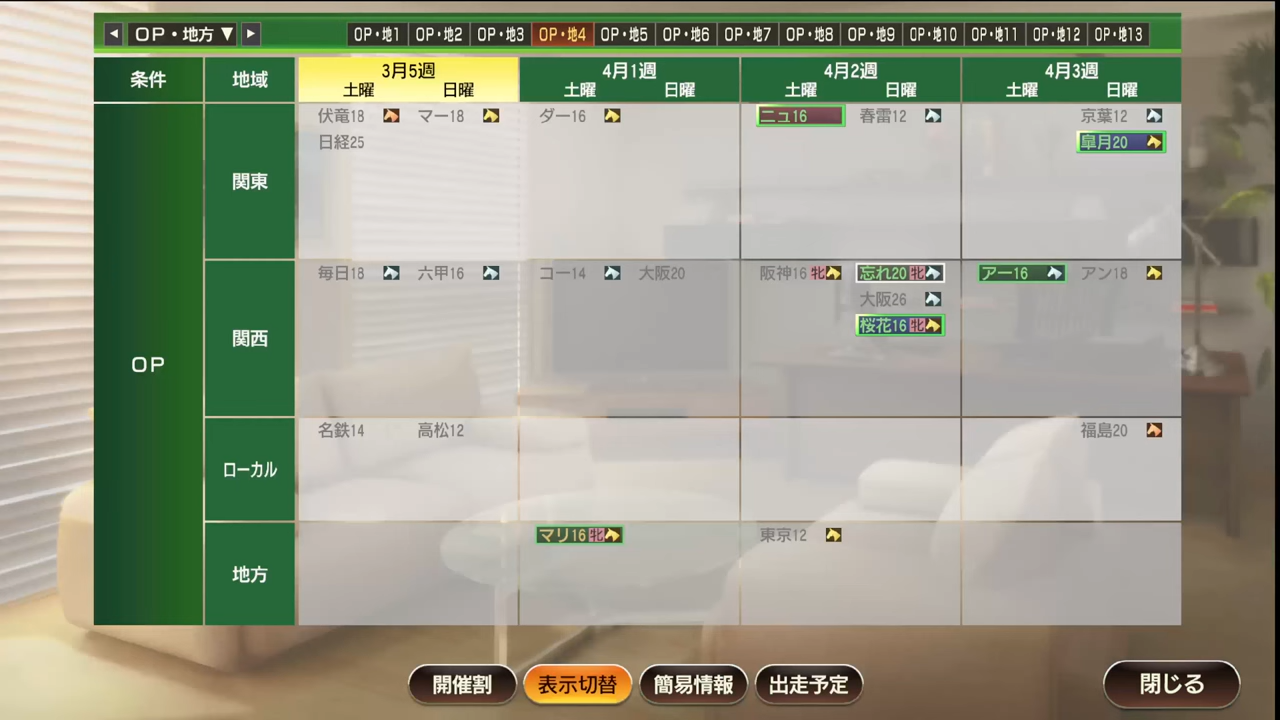 ◀ OP・地方▼ ▶ OP・地1 OP・地2 OP・地3 OP・地4 OP・地5 OP・地6 OP・地7 OP・地8 OP・地9 OP・地10 OP・地11 OP・地12 OP・地13
条件 地域 3月5週 4月1週 4月2週 4月3週
土曜 日曜 土曜 日曜 土曜 日曜 土曜 日曜
OP
関東
伏竜18 マー18 ダー16 ニュ16 春雷12 京葉12
日経25 皐月20
関西
毎日18 六甲16 コー14 大阪20 阪神16 牝 忘れ20 牝 アー16 アン18
大阪26
桜花16 牝
ローカル
名鉄14 高松12 福島20
地方
マリ16 牝 東京12
開催割 表示切替 簡易情報 出走予定 閉じる